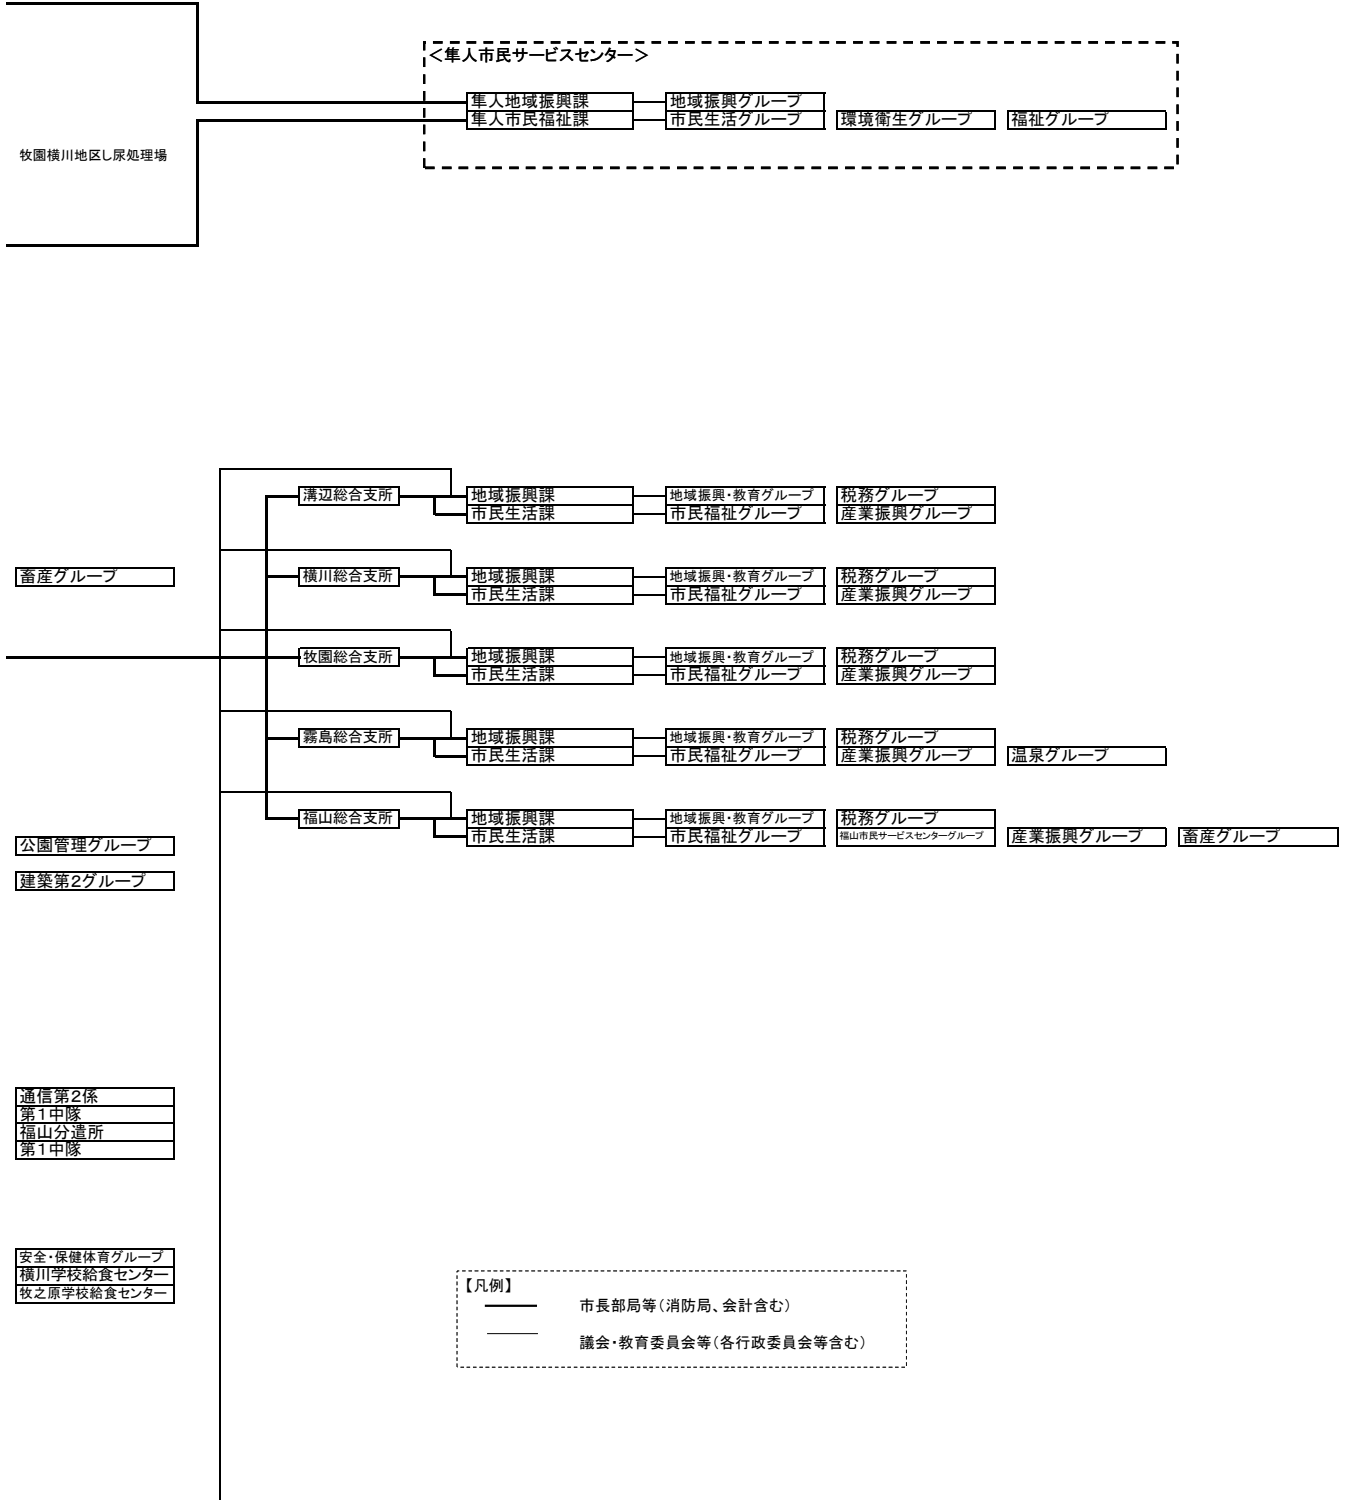 ＜隼人市民サービスセンター＞
隼人地域振興課 地域振興グループ
隼人市民福祉課 市民生活グループ 環境衛生グループ 福祉グループ
牧園横川地区し尿処理場
溝辺総合支所 地域振興課 地域振興・教育グループ 税務グループ
市民生活課 市民福祉グループ 産業振興グループ
畜産グループ 横川総合支所 地域振興課 地域振興・教育グループ 税務グループ
市民生活課 市民福祉グループ 産業振興グループ
牧園総合支所 地域振興課 地域振興・教育グループ 税務グループ
市民生活課 市民福祉グループ 産業振興グループ
霧島総合支所 地域振興課 地域振興・教育グループ 税務グループ
市民生活課 市民福祉グループ 産業振興グループ 温泉グループ
福山総合支所 地域振興課 地域振興・教育グループ 税務グループ
市民生活課 市民福祉グループ 福山市民サービスセンターグループ 産業振興グループ 畜産グループ
公園管理グループ
建築第２グループ
通信第２係
第１中隊
福山分遣所
第１中隊
安全・保健体育グループ
横川学校給食センター
牧之原学校給食センター
【凡例】
市長部局等（消防局、会計含む）
議会・教育委員会等（各行政委員会等含む）